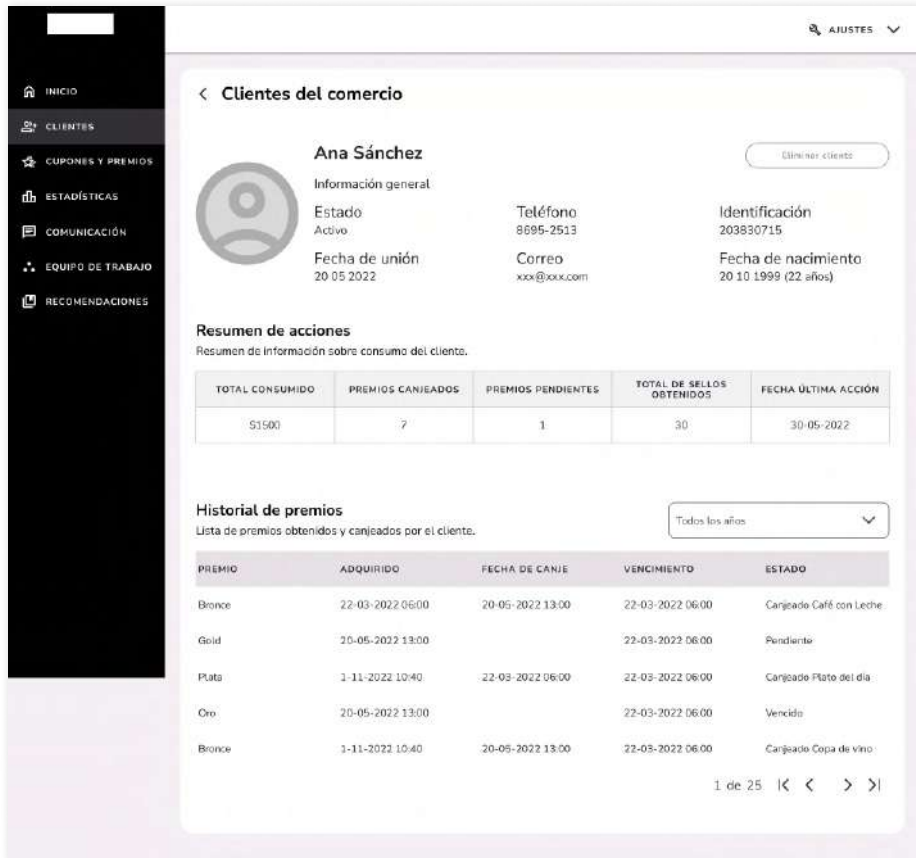 AJUSTES
INICIO
CLIENTES
CUPONES Y PREMIOS
ESTADÍSTICAS
COMUNICACIÓN
EQUIPO DE TRABAJO
RECOMENDACIONES
Clientes del comercio
Ana Sánchez
Eliminar cliente
Información general
Estado Teléfono Identificación
Activo 8695-2513 203830715
Fecha de unión Correo Fecha de nacimiento
20 05 2022 xxx@xxx.com 20 10 1999 (22 años)
Resumen de acciones
Resumen de información sobre consumo del cliente.
TOTAL CONSUMIDO PREMIOS CANJEADOS PREMIOS PENDIENTES TOTAL DE SELLOS OBTENIDOS FECHA ÚLTIMA ACCIÓN
$1500 7 1 30 30-05-2022
Historial de premios
Lista de premios obtenidos y canjeados por el cliente.
Todos los años
PREMIO ADQUIRIDO FECHA DE CANJE VENCIMIENTO ESTADO
Bronce 22-03-2022 06:00 20-05-2022 13:00 22-03-2022 06:00 Canjeado Café con Leche
Gold 20-05-2022 13:00 22-03-2022 06:00 Pendiente
Plata 1-11-2022 10:40 22-03-2022 06:00 22-03-2022 06:00 Canjeado Plato del día
Oro 20-05-2022 13:00 22-03-2022 06:00 Vencido
Bronce 1-11-2022 10:40 20-05-2022 13:00 22-03-2022 06:00 Canjeado Copa de vino
1 de 25